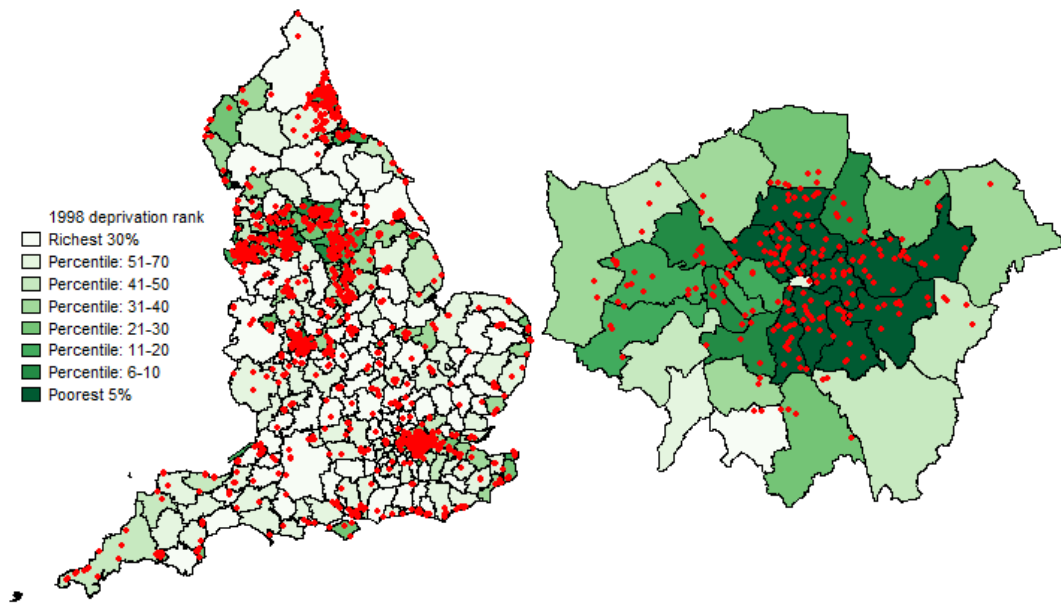 1998 deprivation rank
Richest 30%
Percentile: 51-70
Percentile: 41-50
Percentile: 31-40
Percentile: 21-30
Percentile: 11-20
Percentile: 6-10
Poorest 5%